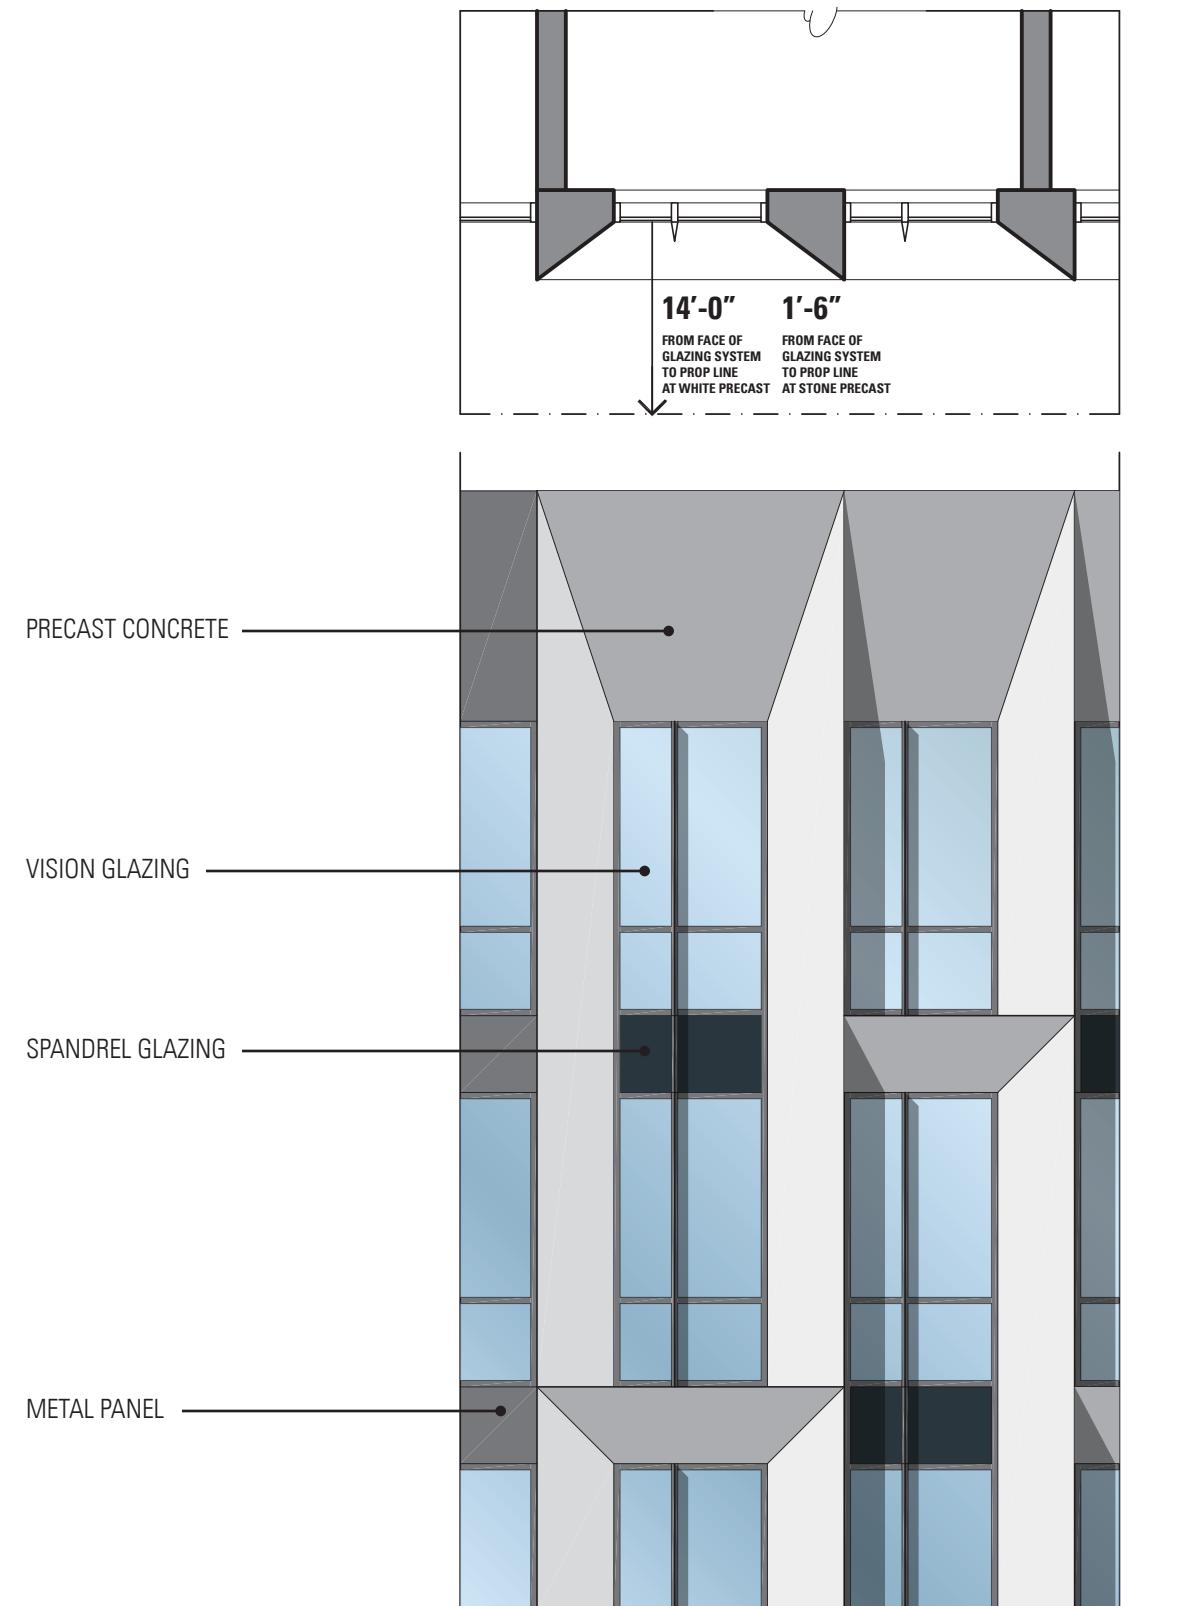 14’-0”
FROM FACE OF
GLAZING SYSTEM
TO PROP LINE
AT WHITE PRECAST
1’-6”
FROM FACE OF
GLAZING SYSTEM
TO PROP LINE
AT STONE PRECAST
PRECAST CONCRETE
VISION GLAZING
SPANDREL GLAZING
METAL PANEL